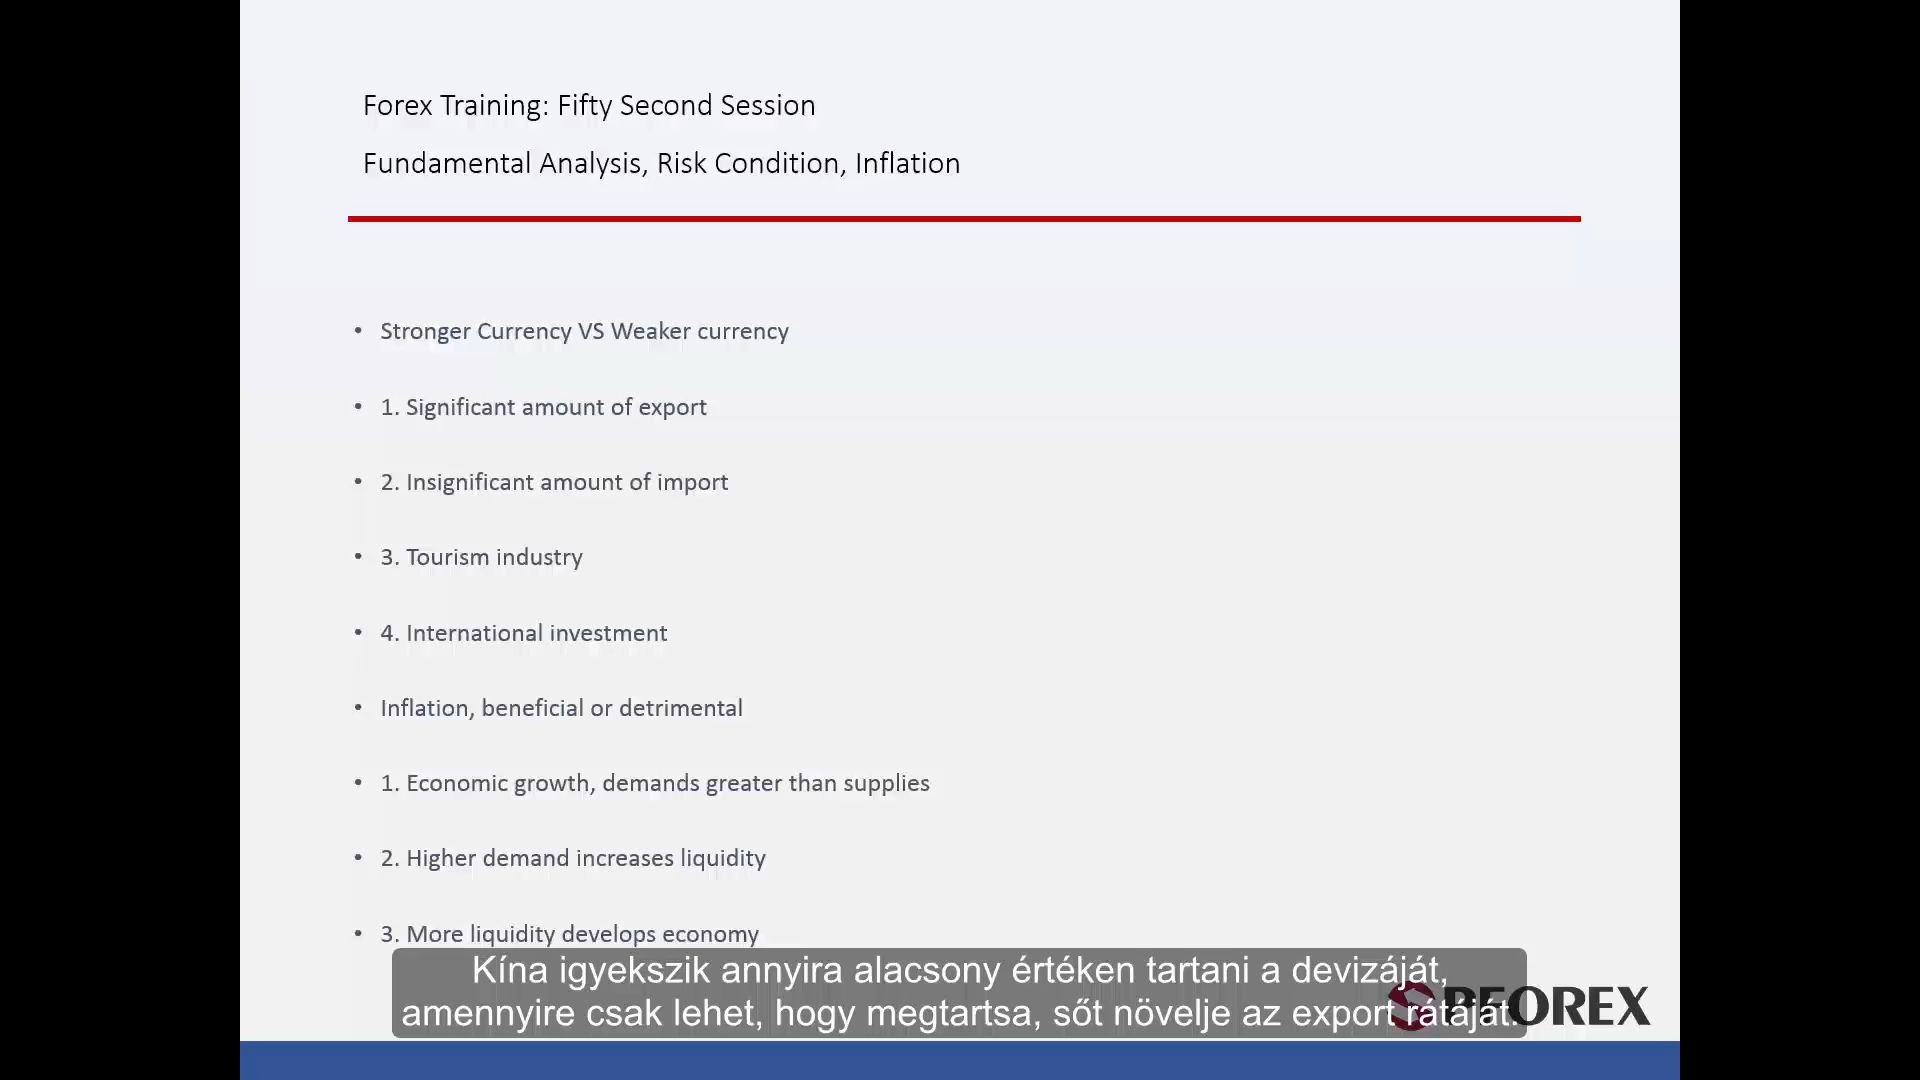 Forex Training: Fifty Second Session
Fundamental Analysis, Risk Condition, Inflation
• Stronger Currency VS Weaker currency
• 1. Significant amount of export
• 2. Insignificant amount of import
• 3. Tourism industry
• 4. International investment
• Inflation, beneficial or detrimental
• 1. Economic growth, demands greater than supplies
• 2. Higher demand increases liquidity
• 3. More liquidity develops economy
Kína igyekszik annyira alacsony értéken tartani a devizáját,
amennyire csak lehet, hogy megtartsa, sőt növelje az export rátáját.
PFOREX